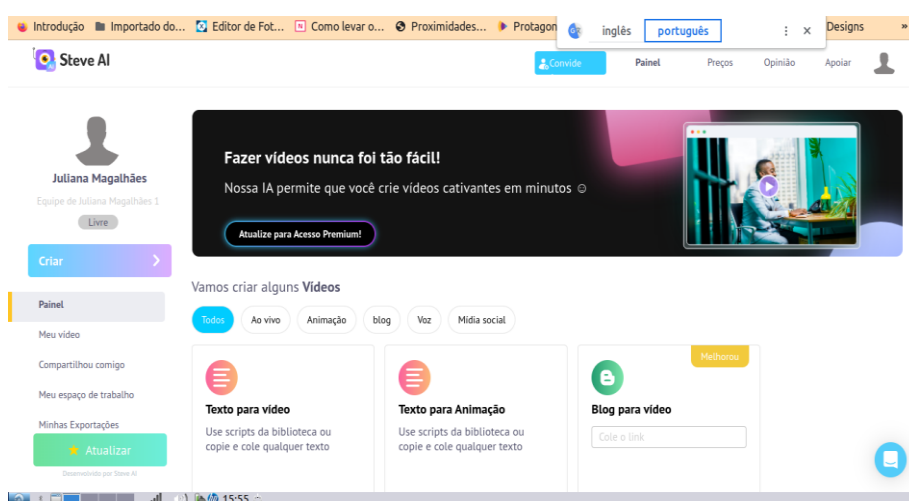 Introdução Importado do... Editor de Fot... Como levar o... Proximidades... Protagon inglês português Designs »
Steve AI
Convide Painel Preços Opinião Apoiar
Juliana Magalhães
Equipe de Juliana Magalhães 1
Livre
Criar
Painel
Meu vídeo
Compartilhou comigo
Meu espaço de trabalho
Minhas Exportações
Atualizar
Desenvolvido por Steve AI
Fazer vídeos nunca foi tão fácil!
Nossa IA permite que você crie vídeos cativantes em minutos ☺
Atualize para Acesso Premium!
Vamos criar alguns Vídeos
Todos Ao vivo Animação blog Voz Mídia social
Texto para vídeo
Use scripts da biblioteca ou
copie e cole qualquer texto
Texto para Animação
Use scripts da biblioteca ou
copie e cole qualquer texto
Melhorou
Blog para vídeo
Cole o link
15:55